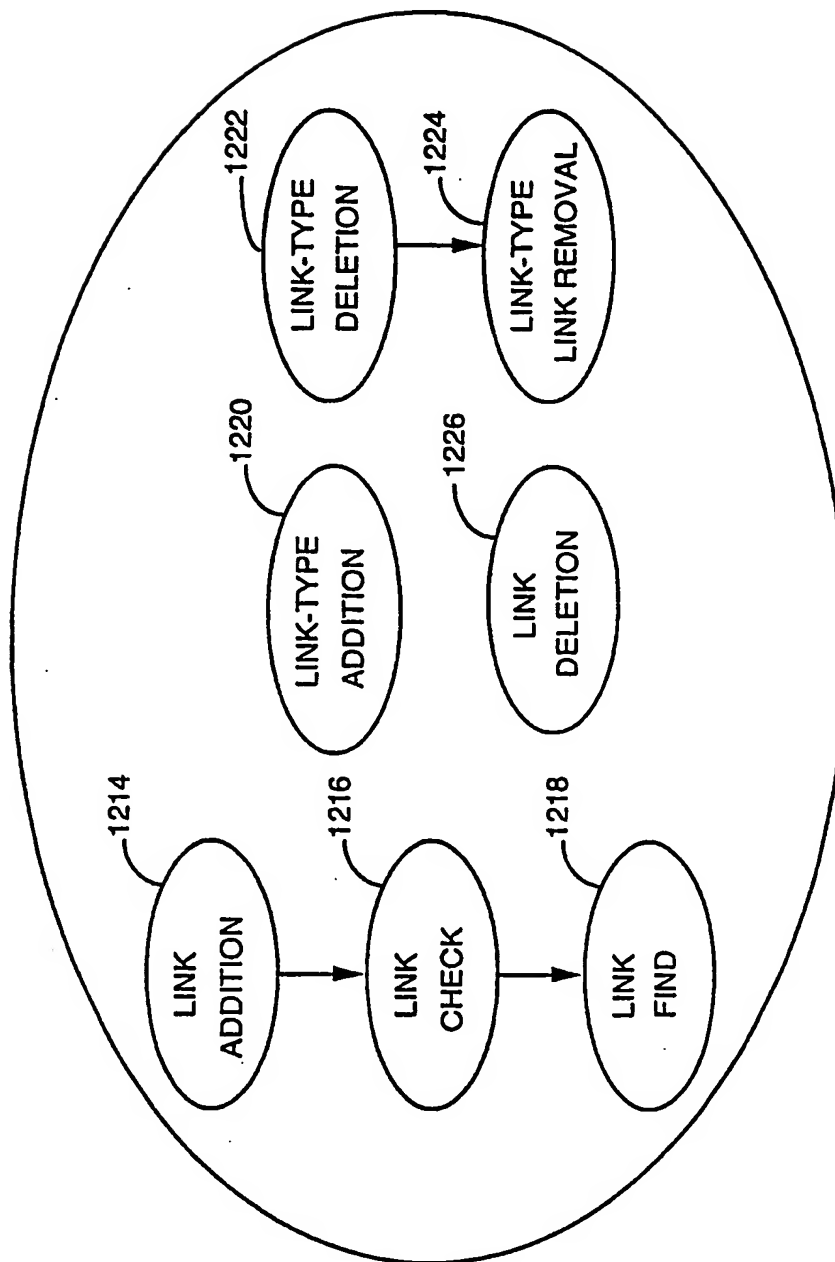 1214
LINK
ADDITION
1216
LINK
CHECK
1218
LINK
FIND
1220
LINK-TYPE
ADDITION
1226
LINK
DELETION
1222
LINK-TYPE
DELETION
1224
LINK-TYPE
LINK REMOVAL